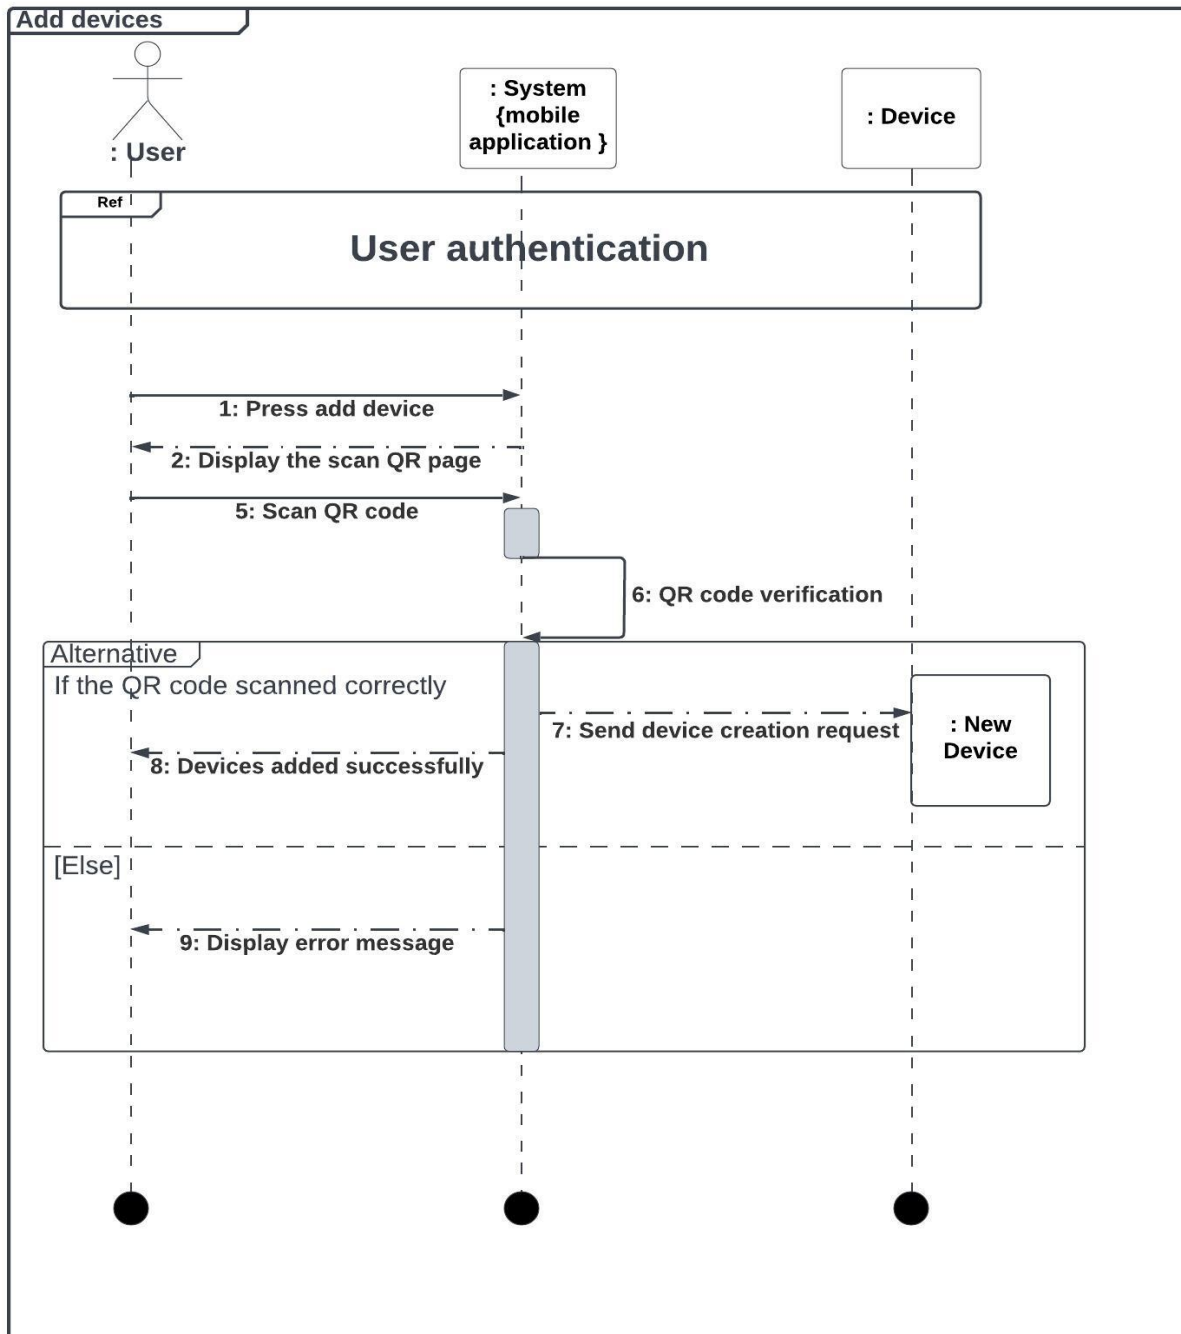 Add devices
: User
: System
{mobile
application }
: Device
Ref
User authentication
1: Press add device
2: Display the scan QR page
5: Scan QR code
6: QR code verification
Alternative
If the QR code scanned correctly
7: Send device creation request
: New
Device
8: Devices added successfully
[Else]
9: Display error message